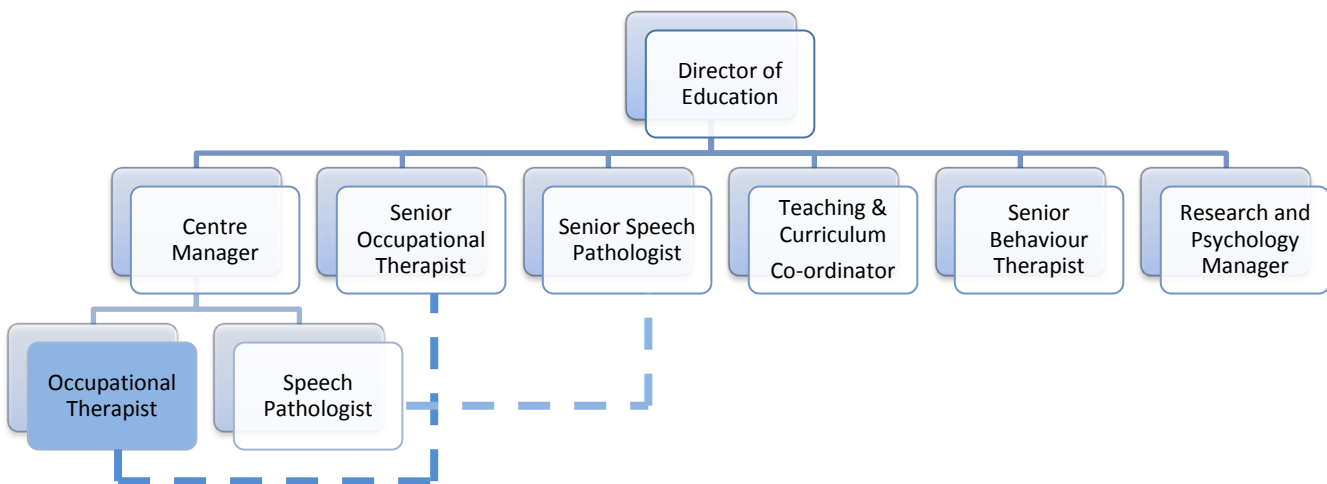 Director of
Education
Centre
Manager
Senior
Occupational
Therapist
Senior Speech
Pathologist
Teaching &
Curriculum
Co-ordinator
Senior
Behaviour
Therapist
Research and
Psychology
Manager
Occupational
Therapist
Speech
Pathologist